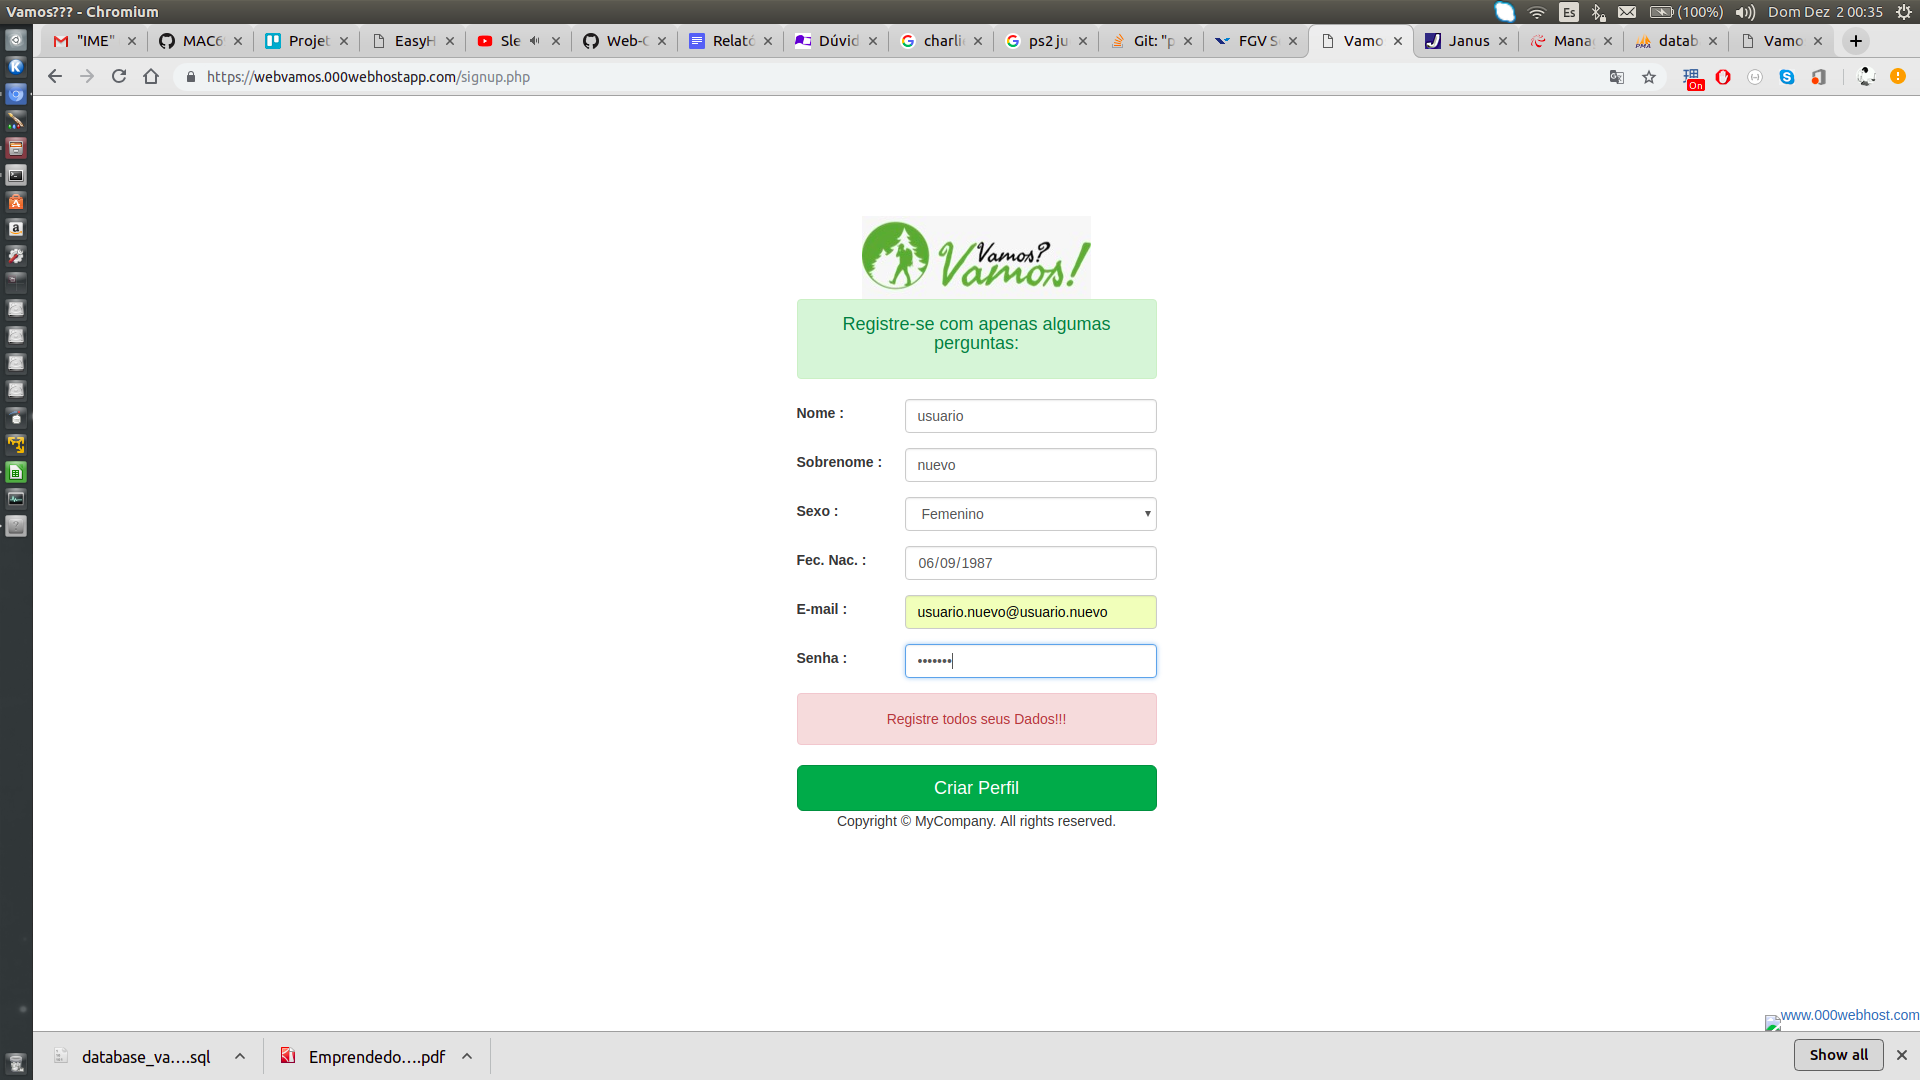 Vamos??? - Chromium
Es
(100%)
Dom Dez 2 00:35
"IME"
MAC6
Projet
EasyH
Sle
Web-C
Relató
Dúvid
charli
ps2 ju
Git: "p
FGV S
Vamo
Janus
Mana
datab
Vamo
https://webvamos.000webhostapp.com/signup.php
On
Vamos?
Vamos!
Registre-se com apenas algumas
perguntas:
Nome :
usuario
Sobrenome :
nuevo
Sexo :
Femenino
Fec. Nac. :
06/09/1987
E-mail :
usuario.nuevo@usuario.nuevo
Senha :
•••••••
Registre todos seus Dados!!!
Criar Perfil
Copyright © MyCompany. All rights reserved.
www.000webhost.com
database_va....sql
Emprendedo....pdf
Show all